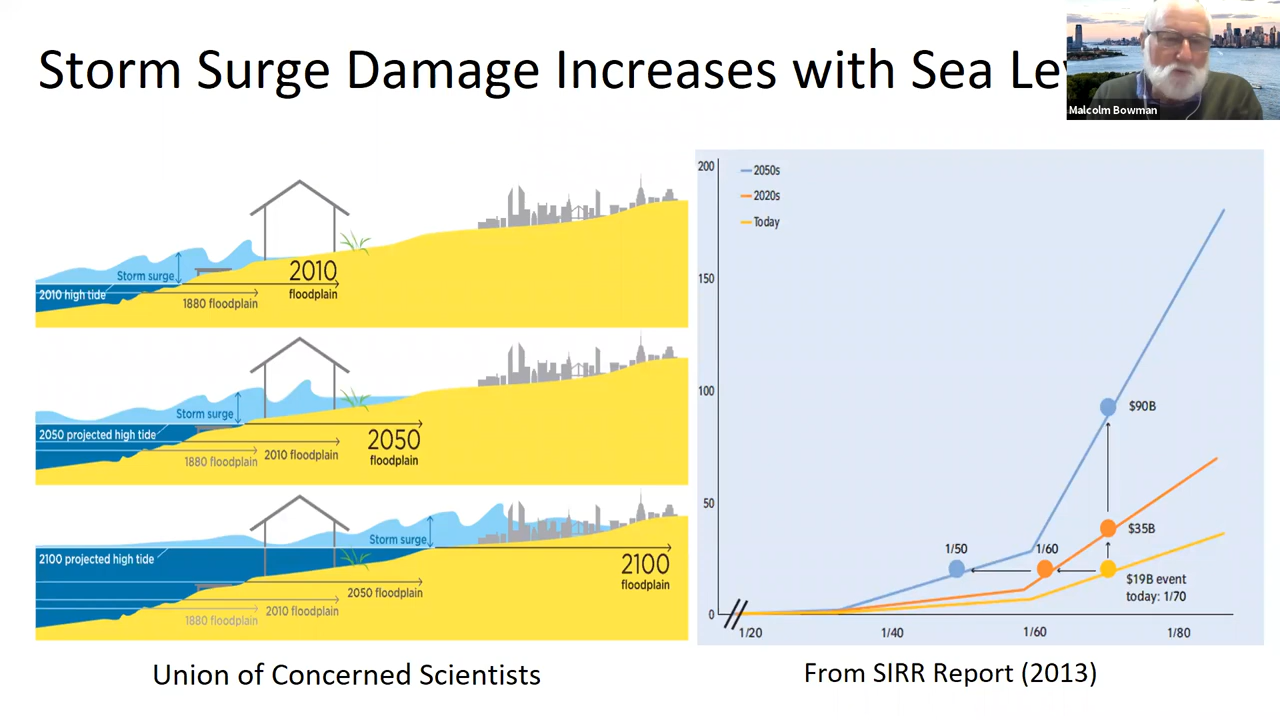 Storm Surge Damage Increases with Sea
Malcolm Bowman
Storm surge
2010 high tide
1880 floodplain
2010
floodplain
Storm surge
2050 projected high tide
1880 floodplain
2010 floodplain
2050
floodplain
Storm surge
2100 projected high tide
1880 floodplain
2010 floodplain
2050 floodplain
2100
floodplain
Union of Concerned Scientists
200
2050s
2020s
Today
150
100
$90B
50
$35B
1/50
1/60
$19B event
today: 1/70
0
1/20
1/40
1/60
1/80
From SIRR Report (2013)